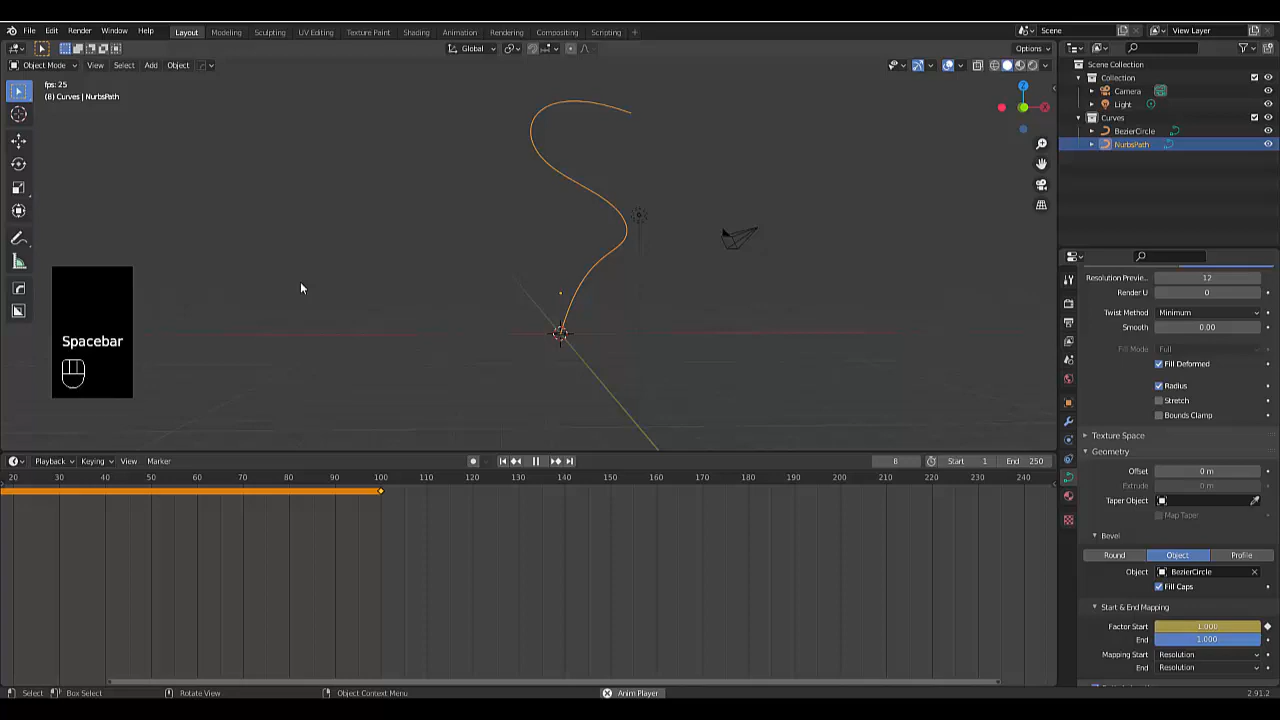 File Edit Render Window Help Layout Modeling Sculpting UV Editing Texture Paint Shading Animation Rendering Compositing Scripting Scene View Layer
Global Options
Object Mode View Select Add Object
fps: 25
(8) Curves | NurbsPath
Scene Collection
Collection
Camera
Light
Curves
BezierCircle
NurbsPath
Spacebar
Resolution Previe... 12
Render U 0
Twist Method Minimum
Smooth 0.00
Fill Mode Full
Fill Deformed
Radius
Stretch
Bounds Clamp
Texture Space
Geometry
Offset 0 m
Extrude 0 m
Taper Object
Map Taper
Bevel
Round Object Profile
Object BezierCircle
Fill Caps
Start & End Mapping
Factor Start 1.000
End 1.000
Mapping Start Resolution
End Resolution
Playback Keying View Marker 8 Start 1 End 250
20 30 40 50 60 70 80 90 100 110 120 130 140 150 160 170 180 190 200 210 220 230 240
Select Box Select Rotate View Object Context Menu Anim Player 2.91.2